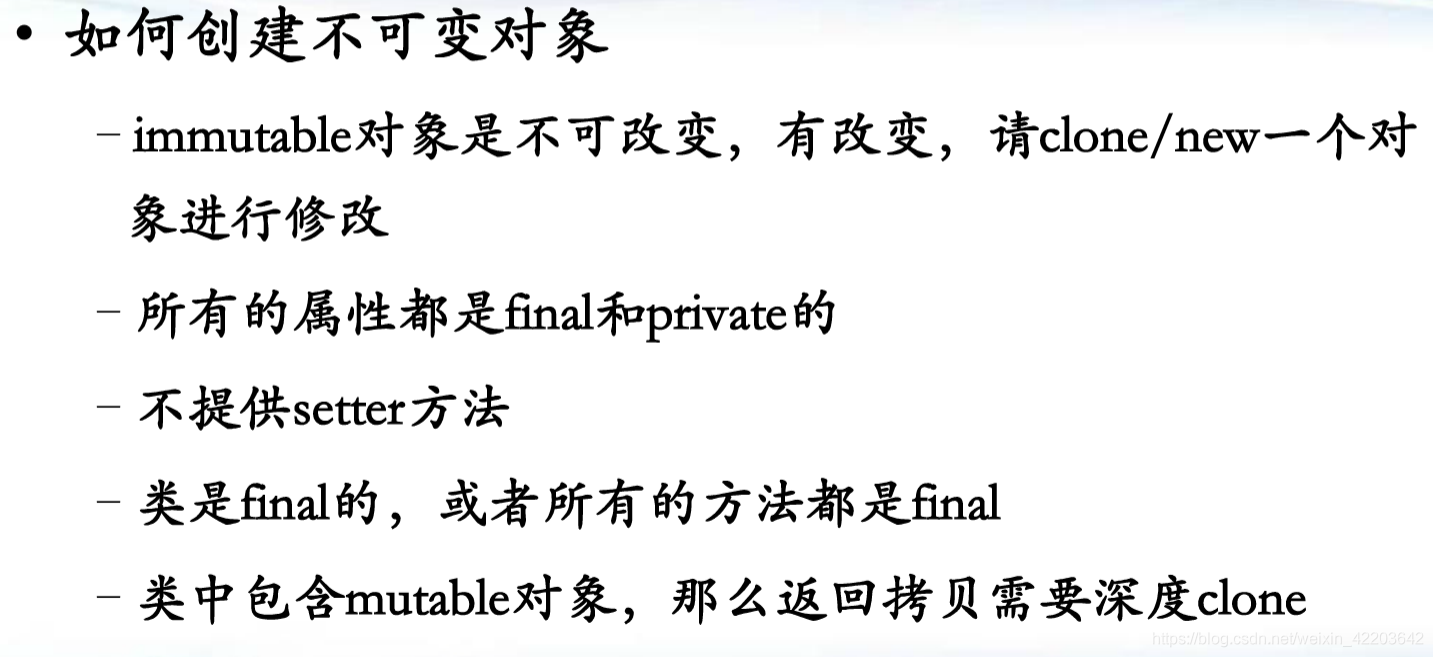 • 如何创建不可变对象
– immutable对象是不可改变，有改变，请clone/new一个对
象进行修改
– 所有的属性都是final和private的
– 不提供setter方法
– 类是final的，或者所有的方法都是final
– 类中包含mutable对象，那么返回拷贝需要深度clone
https://blog.csdn.net/weixin_42203642